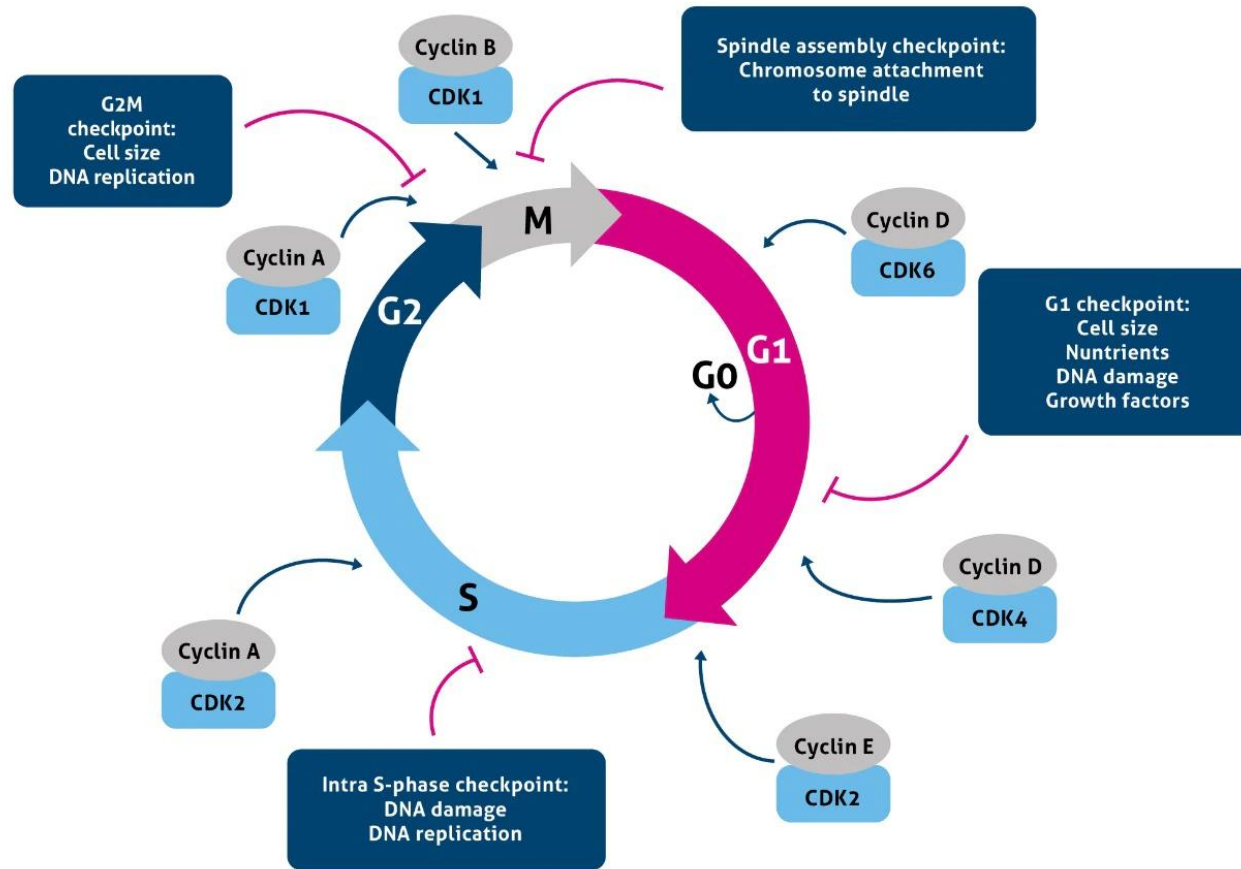 Cyclin B
CDK1
Spindle assembly checkpoint:
Chromosome attachment
to spindle
G2M
checkpoint:
Cell size
DNA replication
M
Cyclin D
CDK6
Cyclin A
CDK1
G2
G1
G0
G1 checkpoint:
Cell size
Nuntrients
DNA damage
Growth factors
Cyclin D
CDK4
S
Cyclin A
CDK2
Cyclin E
CDK2
Intra S-phase checkpoint:
DNA damage
DNA replication